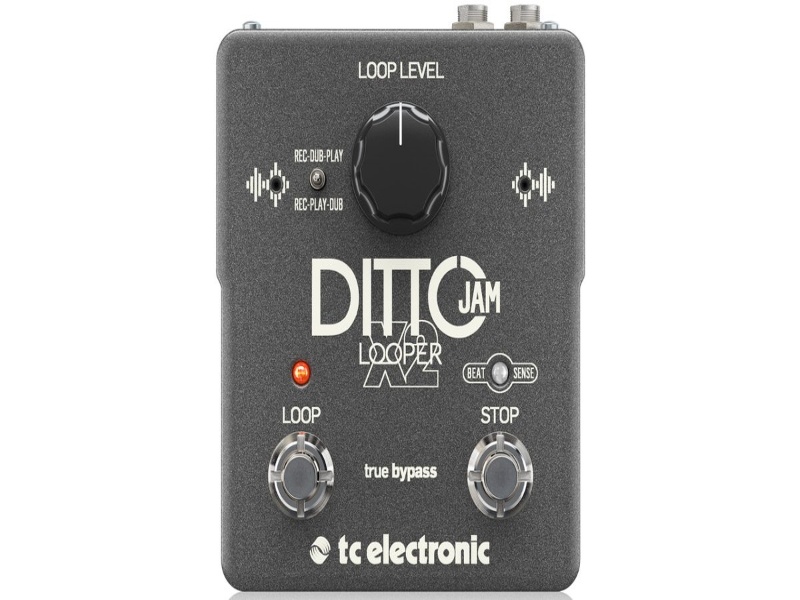 LOOP LEVEL
REC-DUB-PLAY
REC-PLAY-DUB
DITTO
JAM
X2
LOOPER
BEAT SENSE
LOOP
STOP
true bypass
tc electronic